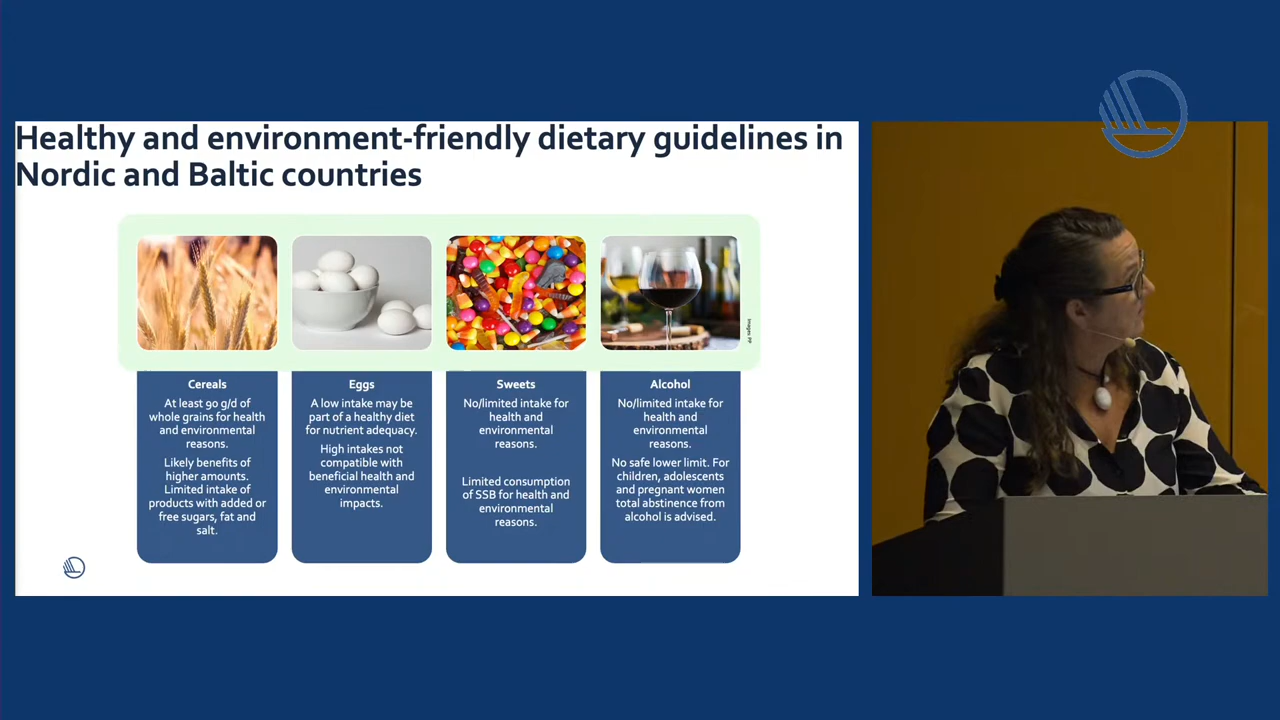 Healthy and environment-friendly dietary guidelines in
Nordic and Baltic countries
Images: PP
Cereals
At least 90 g/d of
whole grains for health
and environmental
reasons.
Likely benefits of
higher amounts.
Limited intake of
products with added or
free sugars, fat and
salt.
Eggs
A low intake may be
part of a healthy diet
for nutrient adequacy.
High intakes not
compatible with
beneficial health and
environmental
impacts.
Sweets
No/limited intake for
health and
environmental
reasons.
Limited consumption
of SSB for health and
environmental
reasons.
Alcohol
No/limited intake for
health and
environmental
reasons.
No safe lower limit. For
children, adolescents
and pregnant women
total abstinence from
alcohol is advised.